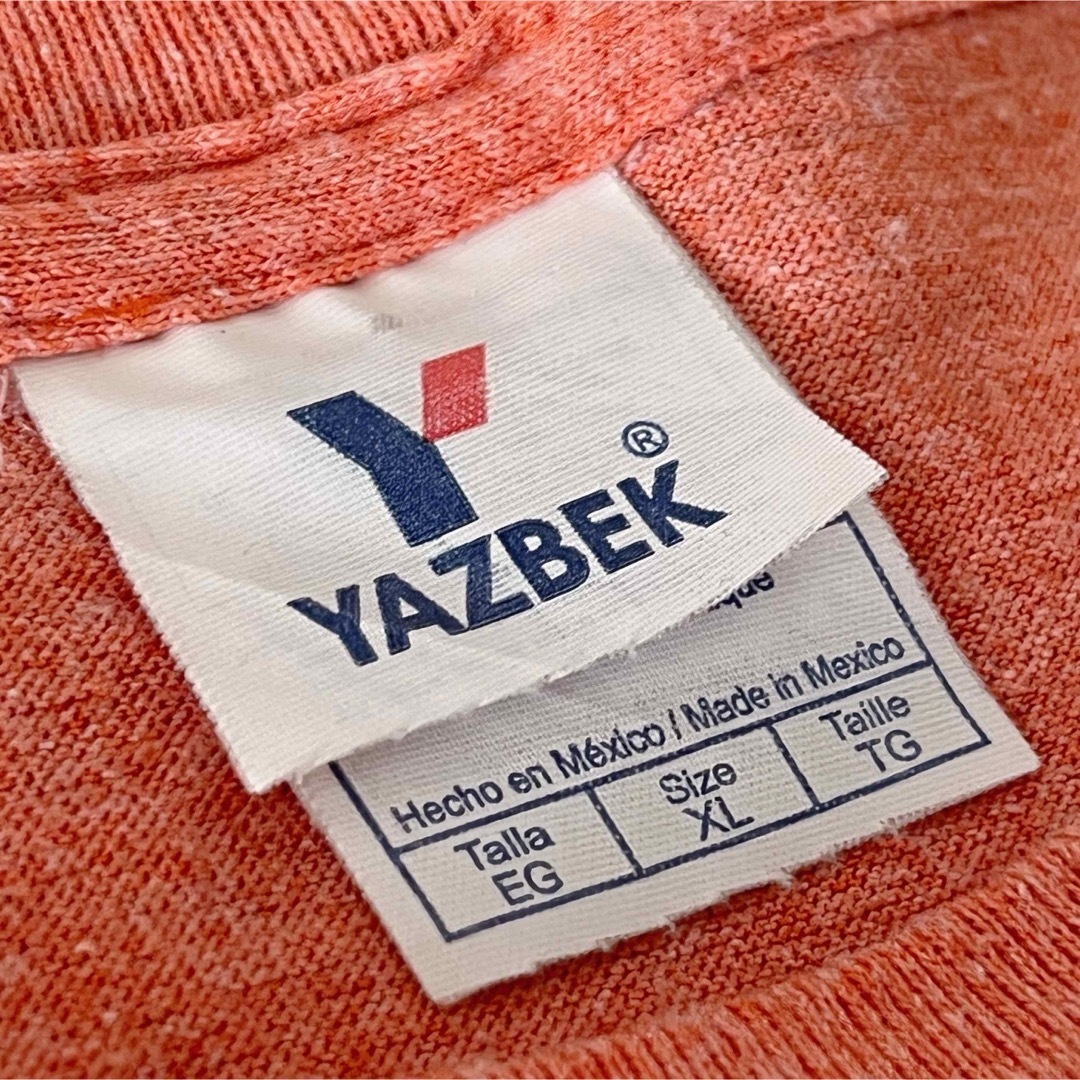 YAZBEK®
Hecho en México / Made in Mexico
Talla Size Taille
EG XL TG